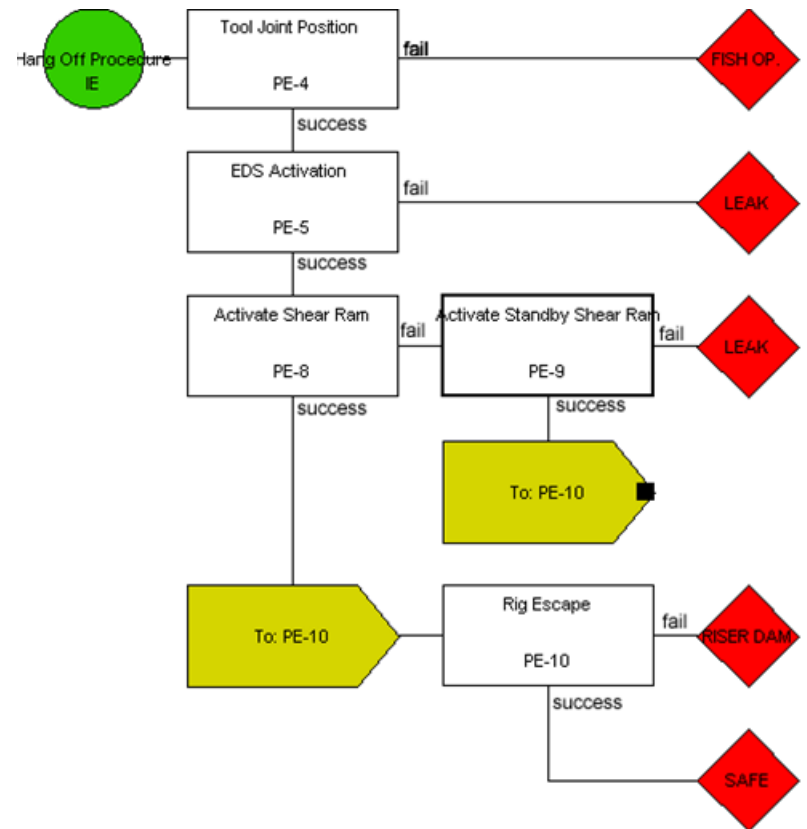 Tool Joint Position
fail
Hang Off Procedure
FISH OP.
IE
PE-4
success
EDS Activation
fail
LEAK
PE-5
success
Activate Shear Ram
Activate Standby Shear Ram
fail
fail
LEAK
PE-8
PE-9
success
success
To: PE-10
Rig Escape
fail
To: PE-10
RISER DAM
PE-10
success
SAFE